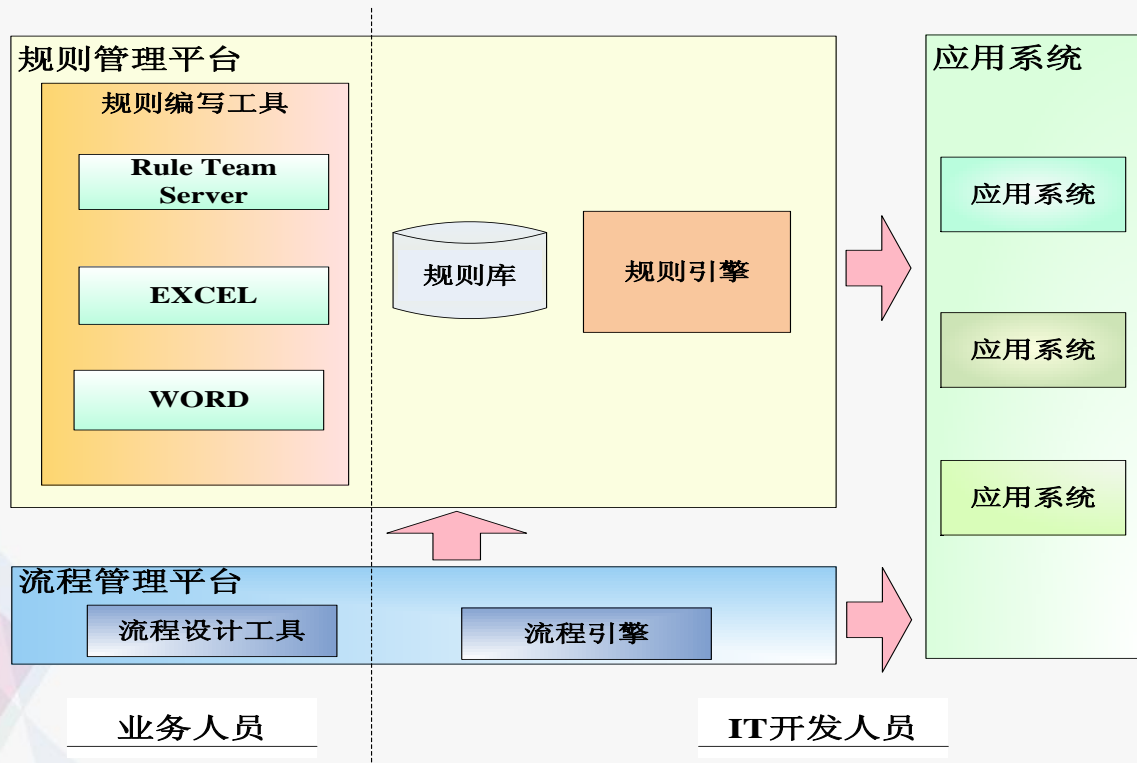 规则管理平台
规则编写工具
Rule Team
Server
EXCEL
WORD
规则库
规则引擎
应用系统
应用系统
应用系统
应用系统
流程管理平台
流程设计工具
流程引擎
业务人员
IT开发人员